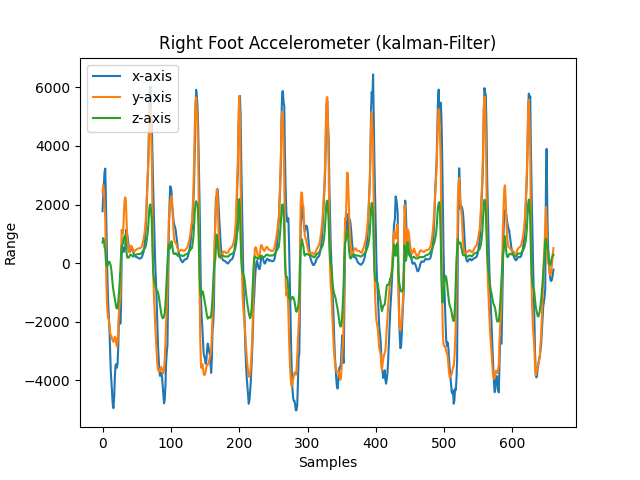 Right Foot Accelerometer (kalman-Filter)
x-axis
y-axis
z-axis
6000
4000
2000
0
−2000
−4000
Range
0 100 200 300 400 500 600
Samples